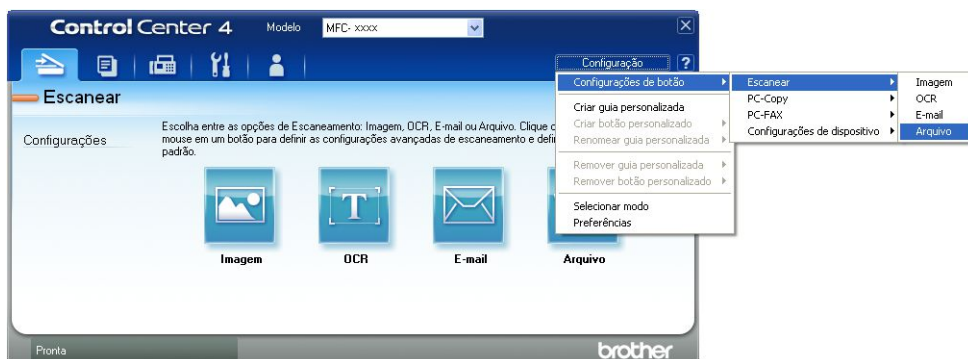 Control Center 4
Modelo
MFC- xxxx
Configuração
?
Escanear
Configurações
Escolha entre as opções de Escaneamento: Imagem, OCR, E-mail ou Arquivo. Clique
mouse em um botão para definir as configurações avançadas de escaneamento e
padrão.
Imagem
OCR
E-mail
Arquivo
Configurações de botão
Criar guia personalizada
Criar botão personalizado
Renomear guia personalizada
Remover guia personalizada
Remover botão personalizado
Selecionar modo
Preferências
Escanear
PC-Copy
PC-FAX
Configurações de dispositivo
Imagem
OCR
E-mail
Arquivo
Pronta
brother